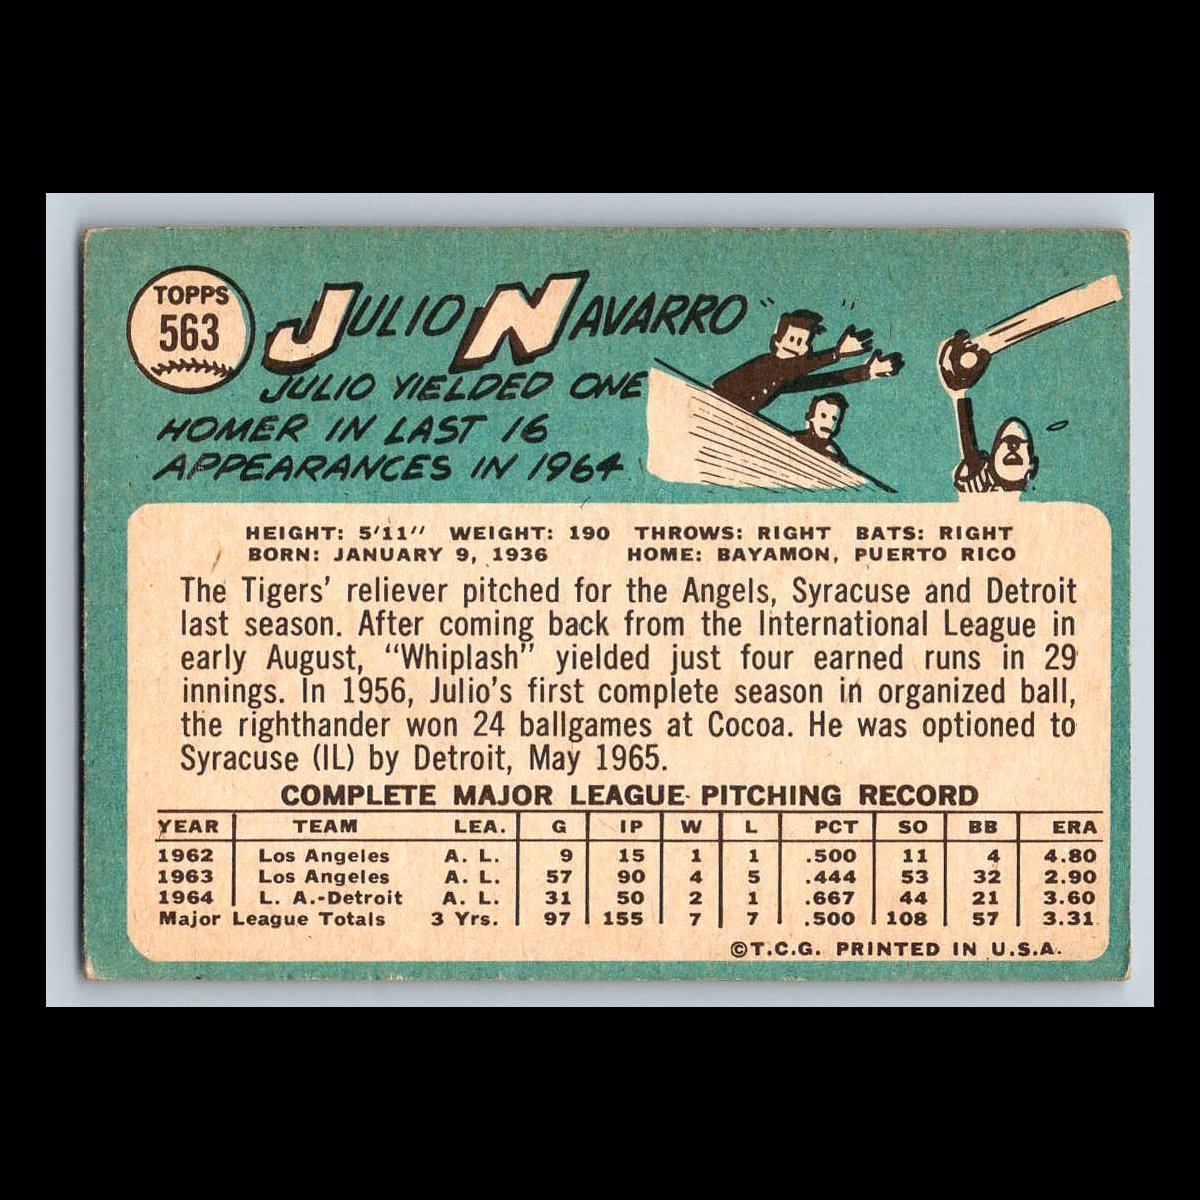 TOPPS
563
JULIO NAVARRO
JULIO YIELDED ONE
HOMER IN LAST 16
APPEARANCES IN 1964
HEIGHT: 5'11" WEIGHT: 190 THROWS: RIGHT BATS: RIGHT
BORN: JANUARY 9, 1936 HOME: BAYAMON, PUERTO RICO
The Tigers' reliever pitched for the Angels, Syracuse and Detroit
last season. After coming back from the International League in
early August, "Whiplash" yielded just four earned runs in 29
innings. In 1956, Julio's first complete season in organized ball,
the righthander won 24 ballgames at Cocoa. He was optioned to
Syracuse (IL) by Detroit, May 1965.
COMPLETE MAJOR LEAGUE PITCHING RECORD
YEAR TEAM LEA. G IP W L PCT SO BB ERA
1962 Los Angeles A. L. 9 15 1 1 .500 11 4 4.80
1963 Los Angeles A. L. 57 90 4 5 .444 53 32 2.90
1964 L. A.-Detroit A. L. 31 50 2 1 .667 44 21 3.60
Major League Totals 3 Yrs. 97 155 7 7 .500 108 57 3.31
©T.C.G. PRINTED IN U.S.A.